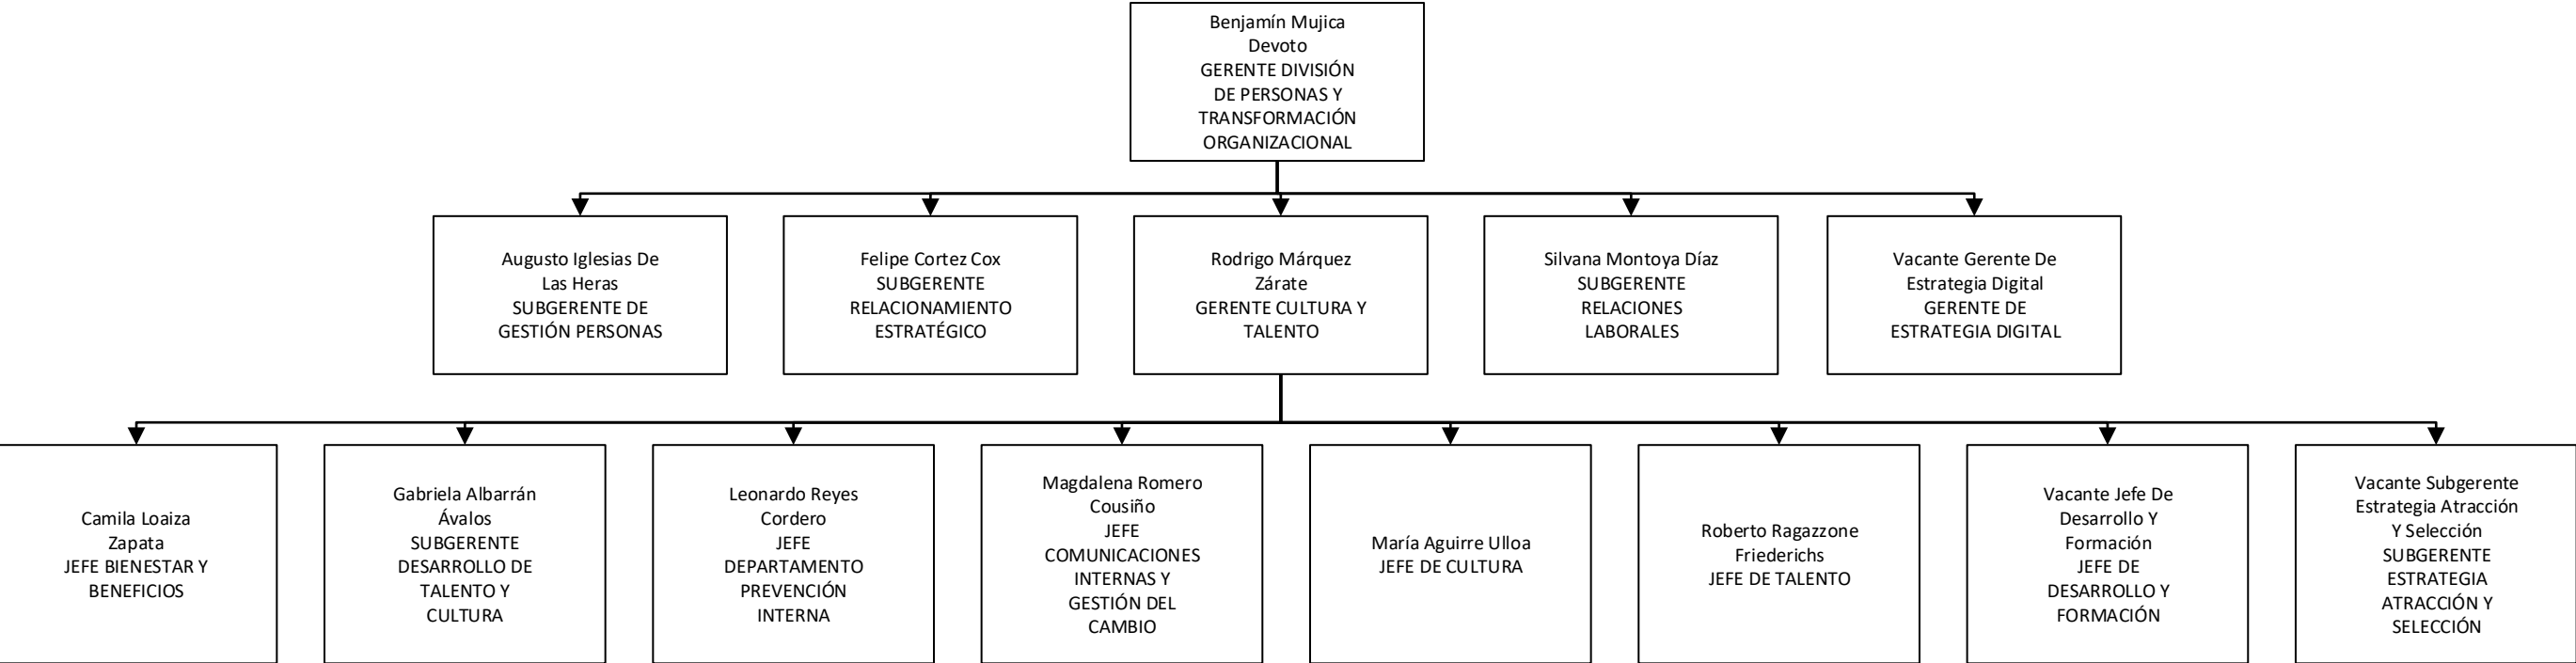 Benjamín Mujica
Devoto
GERENTE DIVISIÓN
DE PERSONAS Y
TRANSFORMACIÓN
ORGANIZACIONAL
Augusto Iglesias De
Las Heras
SUBGERENTE DE
GESTIÓN PERSONAS
Felipe Cortez Cox
SUBGERENTE
RELACIONAMIENTO
ESTRATÉGICO
Rodrigo Márquez
Zárate
GERENTE CULTURA Y
TALENTO
Silvana Montoya Díaz
SUBGERENTE
RELACIONES
LABORALES
Vacante Gerente De
Estrategia Digital
GERENTE DE
ESTRATEGIA DIGITAL
Camila Loaiza
Zapata
JEFE BIENESTAR Y
BENEFICIOS
Gabriela Albarrán
Ávalos
SUBGERENTE
DESARROLLO DE
TALENTO Y
CULTURA
Leonardo Reyes
Cordero
JEFE
DEPARTAMENTO
PREVENCIÓN
INTERNA
Magdalena Romero
Cousiño
JEFE
COMUNICACIONES
INTERNAS Y
GESTIÓN DEL
CAMBIO
María Aguirre Ulloa
JEFE DE CULTURA
Roberto Ragazzone
Friederichs
JEFE DE TALENTO
Vacante Jefe De
Desarrollo Y
Formación
JEFE DE
DESARROLLO Y
FORMACIÓN
Vacante Subgerente
Estrategia Atracción
Y Selección
SUBGERENTE
ESTRATEGIA
ATRACCIÓN Y
SELECCIÓN